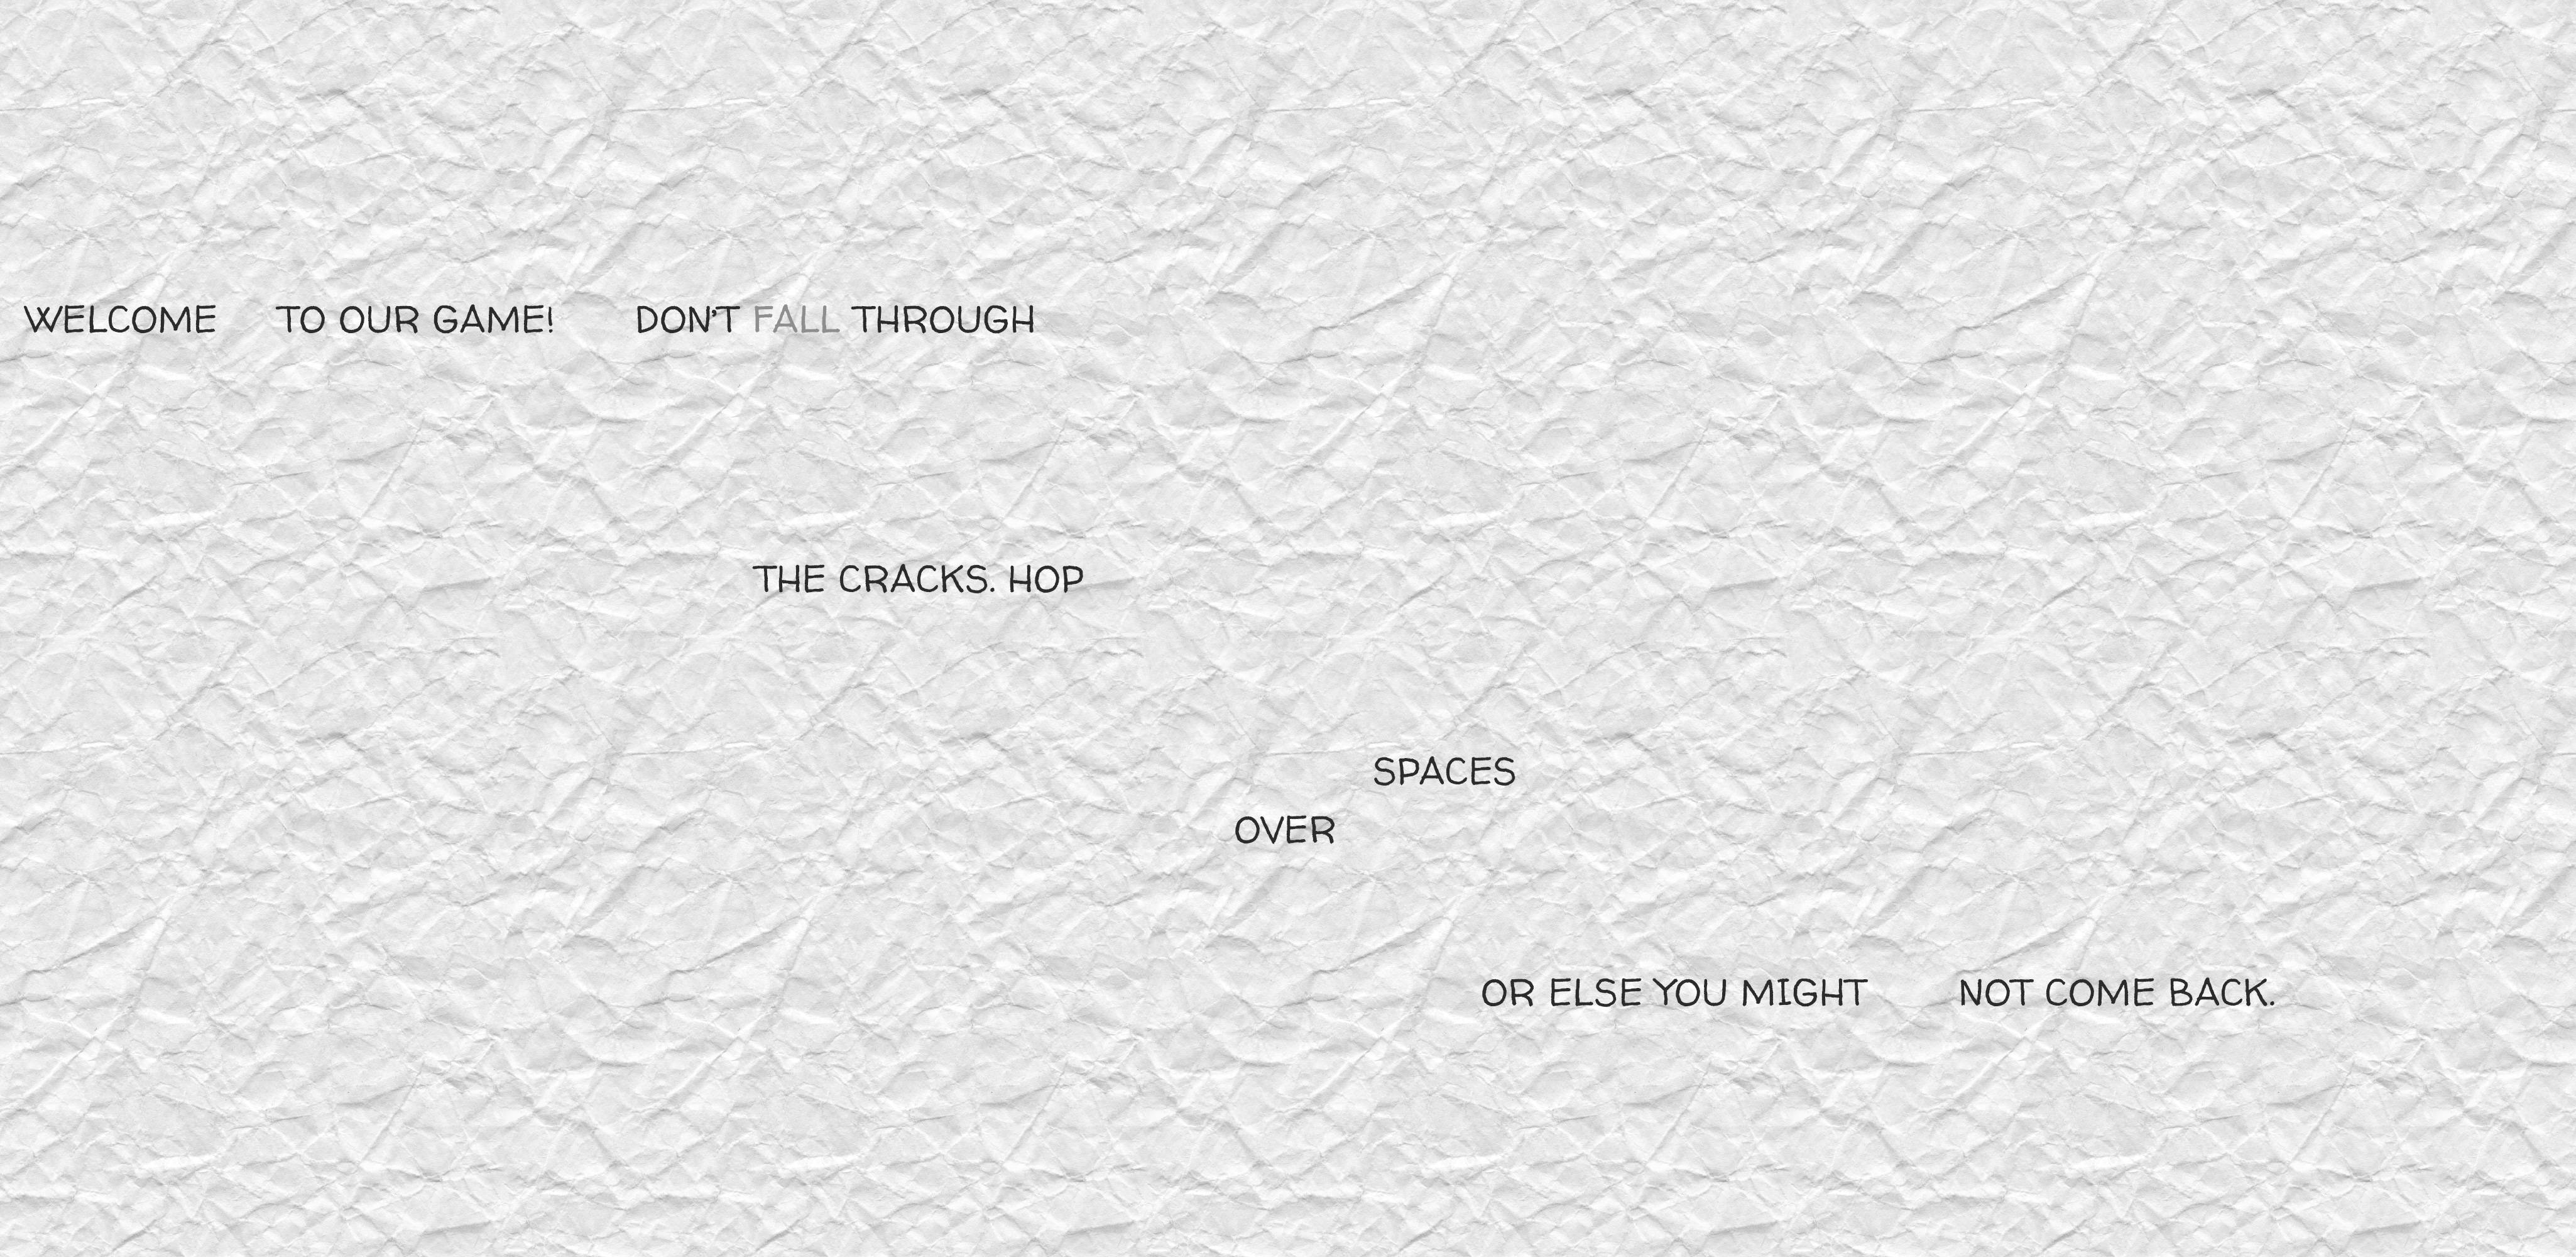 WELCOME TO OUR GAME! DON'T FALL THROUGH
THE CRACKS. HOP
OVER
SPACES
OR ELSE YOU MIGHT NOT COME BACK.